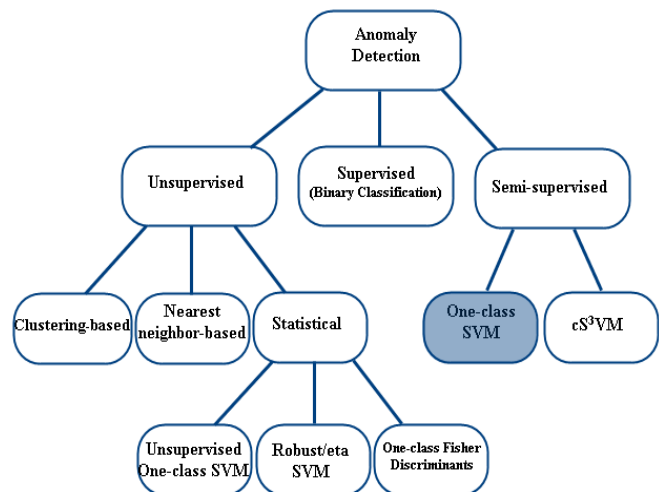 Anomaly
Detection
Unsupervised
Supervised
(Binary Classification)
Semi-supervised
Clustering-based
Nearest
neighbor-based
Statistical
One-class
SVM
cS³VM
Unsupervised
One-class SVM
Robust/eta
SVM
One-class Fisher
Discriminants